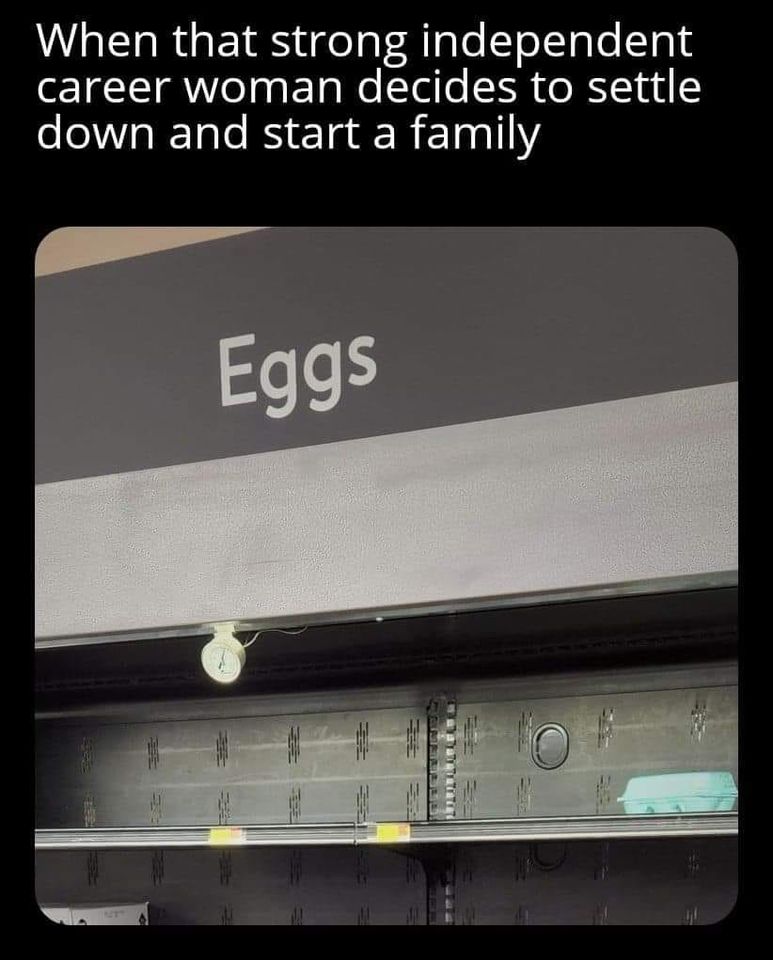 When that strong independent
career woman decides to settle
down and start a family
Eggs